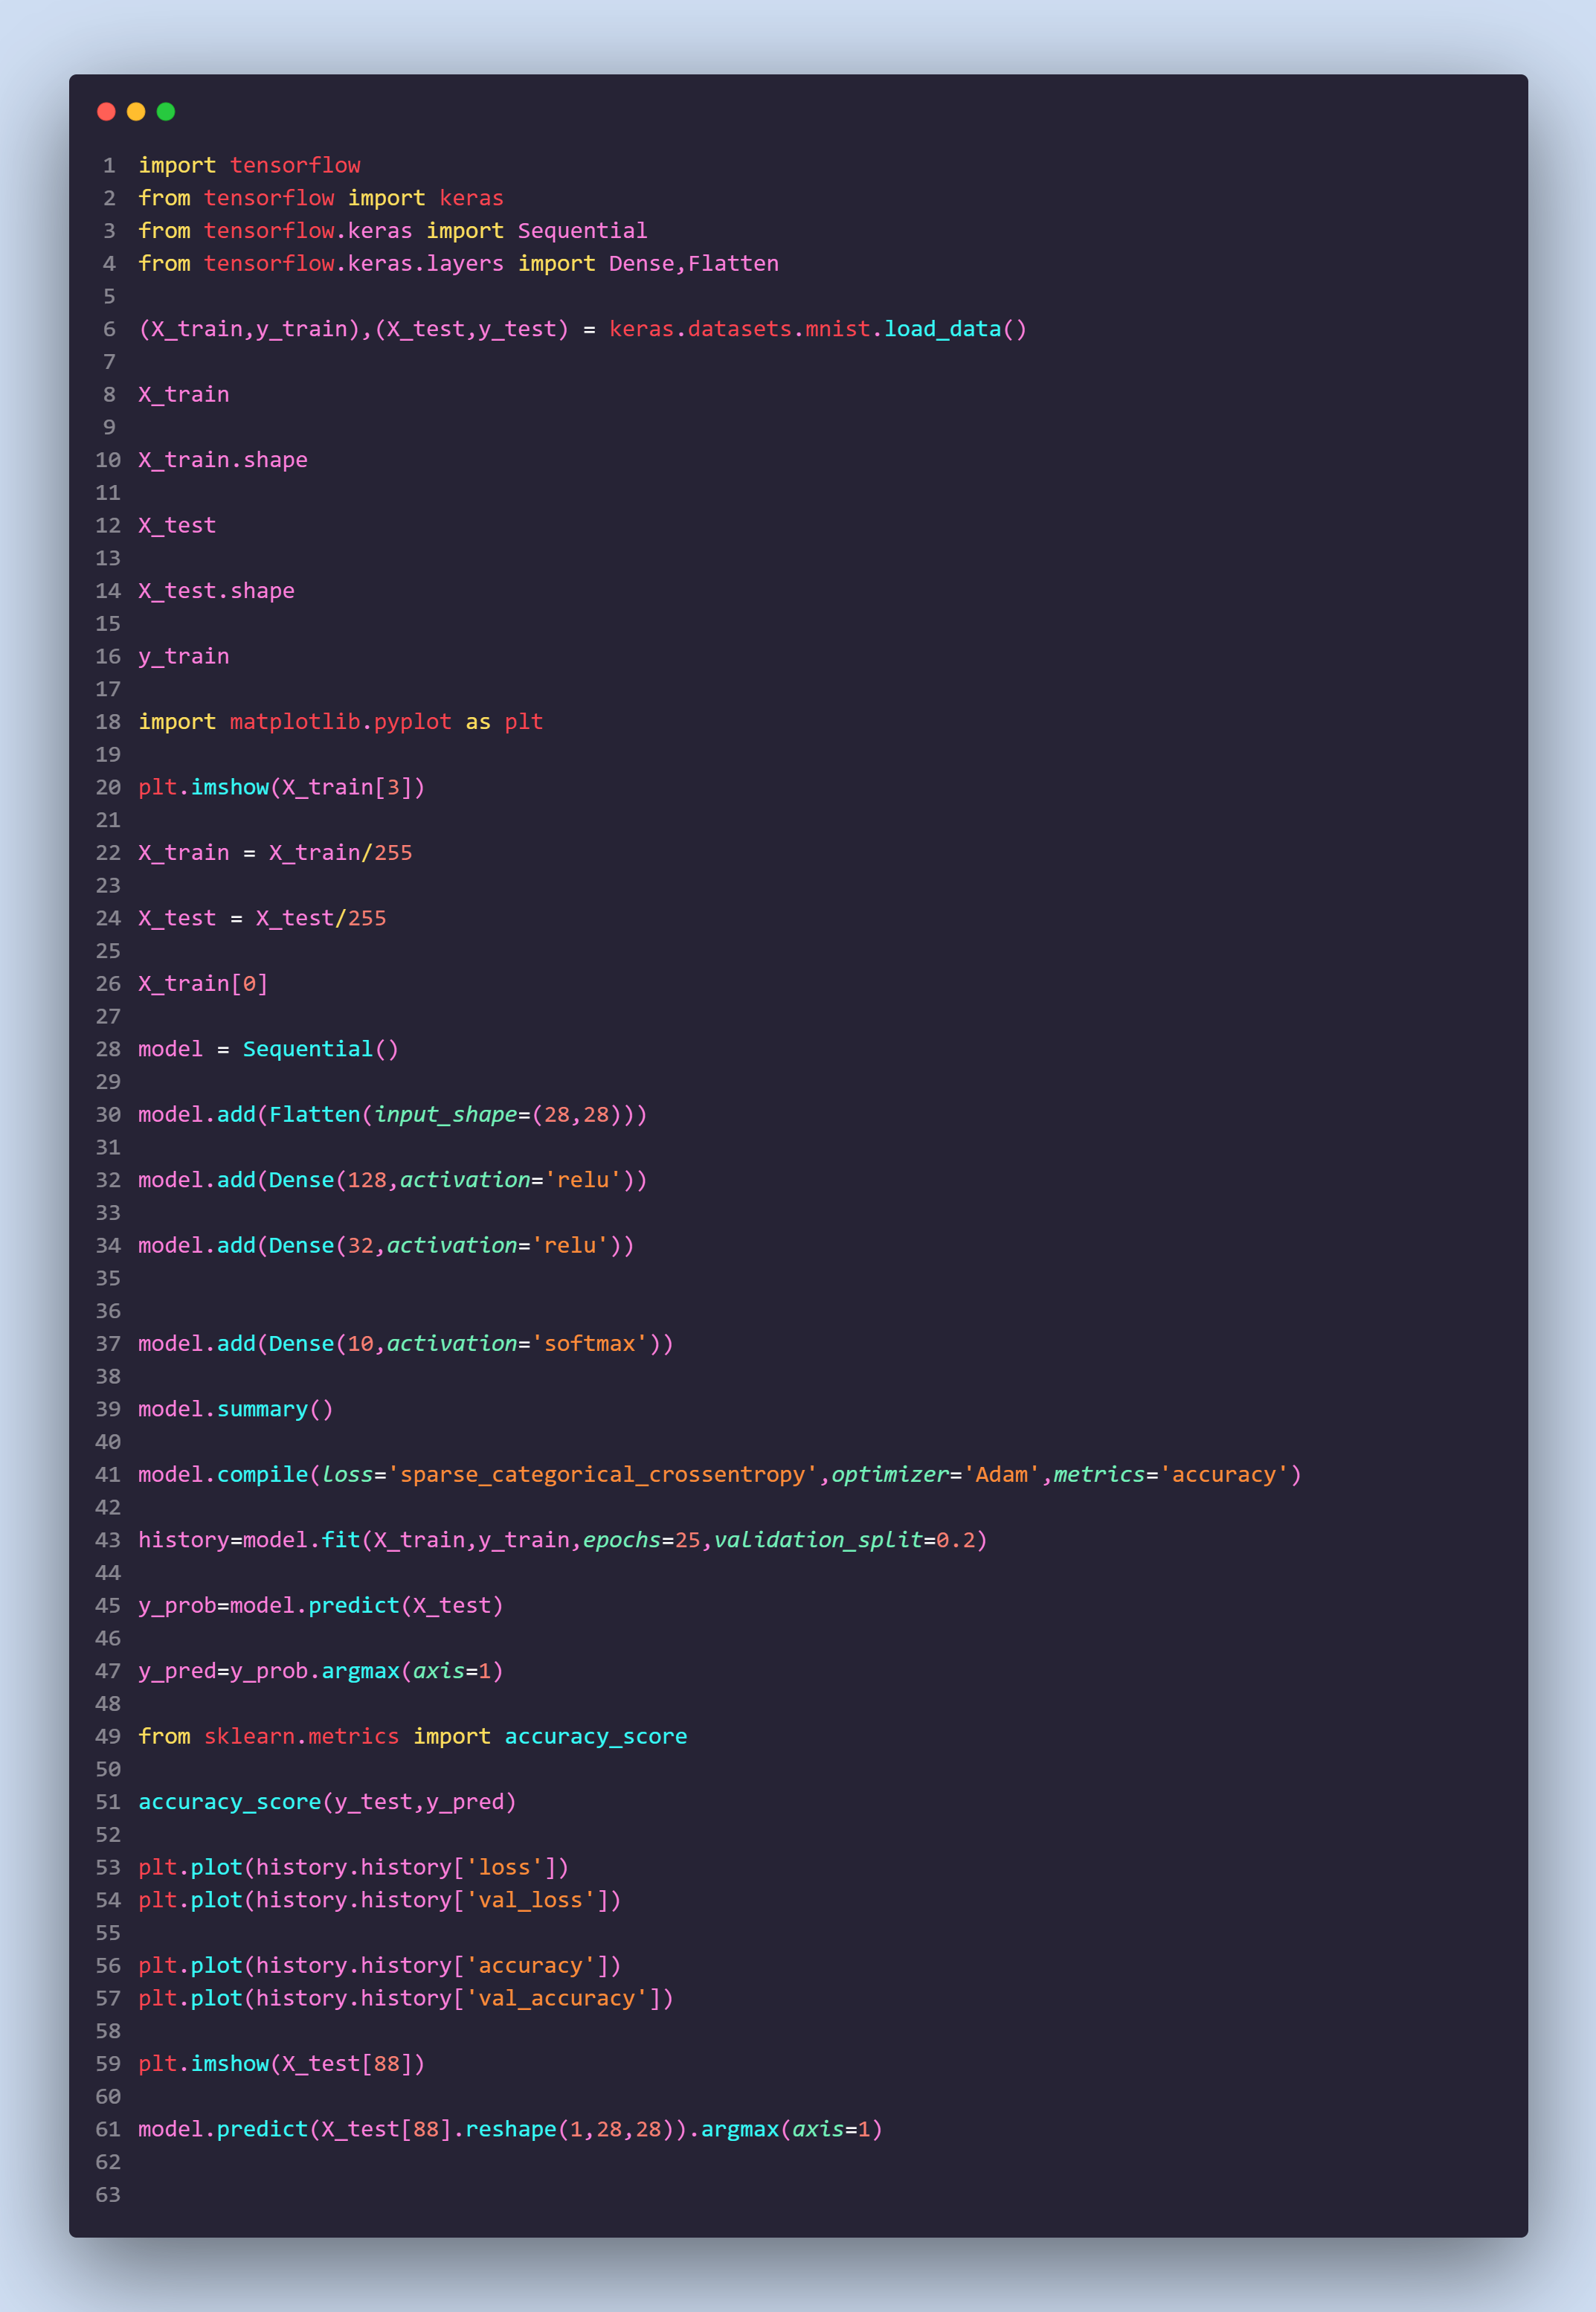 1 import tensorflow
2 from tensorflow import keras
3 from tensorflow.keras import Sequential
4 from tensorflow.keras.layers import Dense,Flatten
5
6 (X_train,y_train),(X_test,y_test) = keras.datasets.mnist.load_data()
7
8 X_train
9
10 X_train.shape
11
12 X_test
13
14 X_test.shape
15
16 y_train
17
18 import matplotlib.pyplot as plt
19
20 plt.imshow(X_train[3])
21
22 X_train = X_train/255
23
24 X_test = X_test/255
25
26 X_train[0]
27
28 model = Sequential()
29
30 model.add(Flatten(input_shape=(28,28)))
31
32 model.add(Dense(128,activation='relu'))
33
34 model.add(Dense(32,activation='relu'))
35
36
37 model.add(Dense(10,activation='softmax'))
38
39 model.summary()
40
41 model.compile(loss='sparse_categorical_crossentropy',optimizer='Adam',metrics='accuracy')
42
43 history=model.fit(X_train,y_train,epochs=25,validation_split=0.2)
44
45 y_prob=model.predict(X_test)
46
47 y_pred=y_prob.argmax(axis=1)
48
49 from sklearn.metrics import accuracy_score
50
51 accuracy_score(y_test,y_pred)
52
53 plt.plot(history.history['loss'])
54 plt.plot(history.history['val_loss'])
55
56 plt.plot(history.history['accuracy'])
57 plt.plot(history.history['val_accuracy'])
58
59 plt.imshow(X_test[88])
60
61 model.predict(X_test[88].reshape(1,28,28)).argmax(axis=1)
62
63